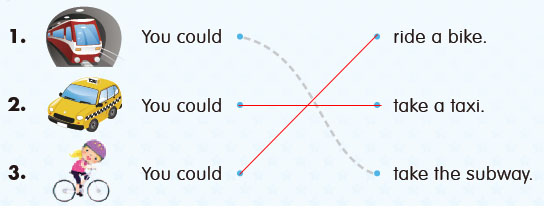 1. You could ride a bike.
2. You could take a taxi.
3. You could take the subway.